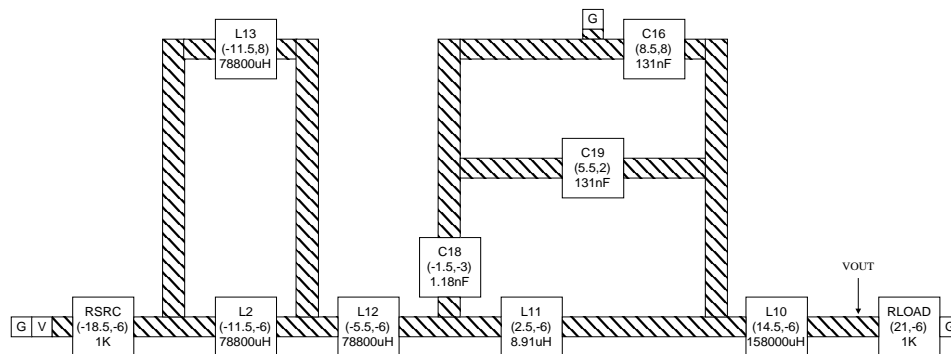 G
L13
(-11.5,8)
78800uH
C16
(8.5,8)
131nF
C19
(5.5,2)
131nF
C18
(-1.5,-3)
1.18nF
VOUT
G V
RSRC
(-18.5,-6)
1K
L2
(-11.5,-6)
78800uH
L12
(-5.5,-6)
78800uH
L11
(2.5,-6)
8.91uH
L10
(14.5,-6)
158000uH
RLOAD
(21,-6)
1K
G